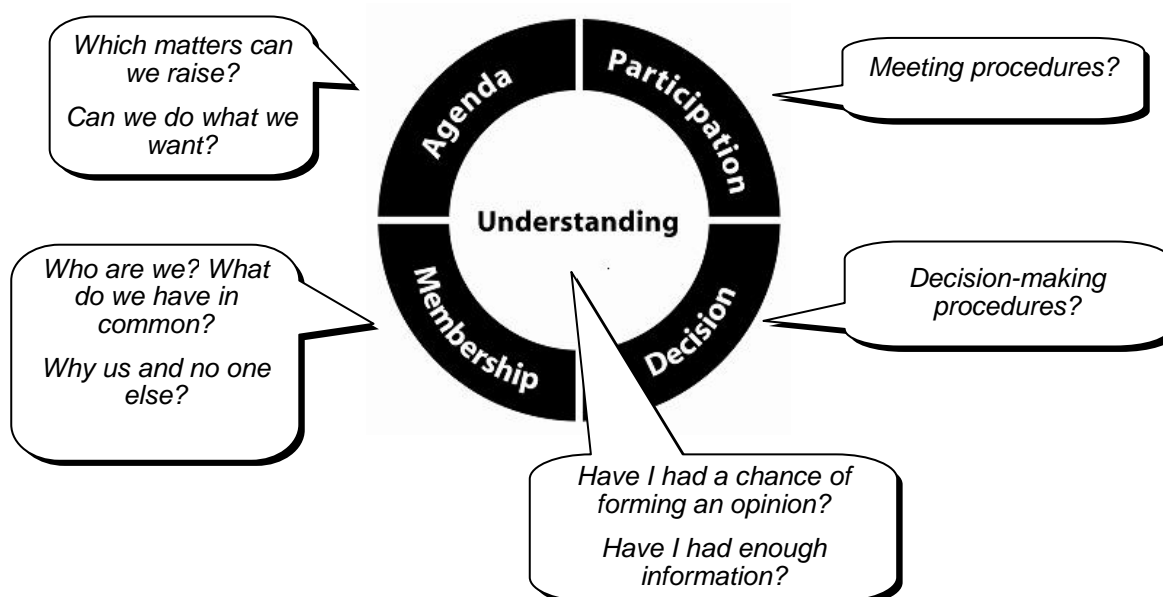 Which matters can
we raise?
Can we do what we
want?
Agenda
Participation
Meeting procedures?
Understanding
Who are we? What
do we have in
common?
Why us and no one
else?
Membership
Decision
Decision-making
procedures?
Have I had a chance of
forming an opinion?
Have I had enough
information?